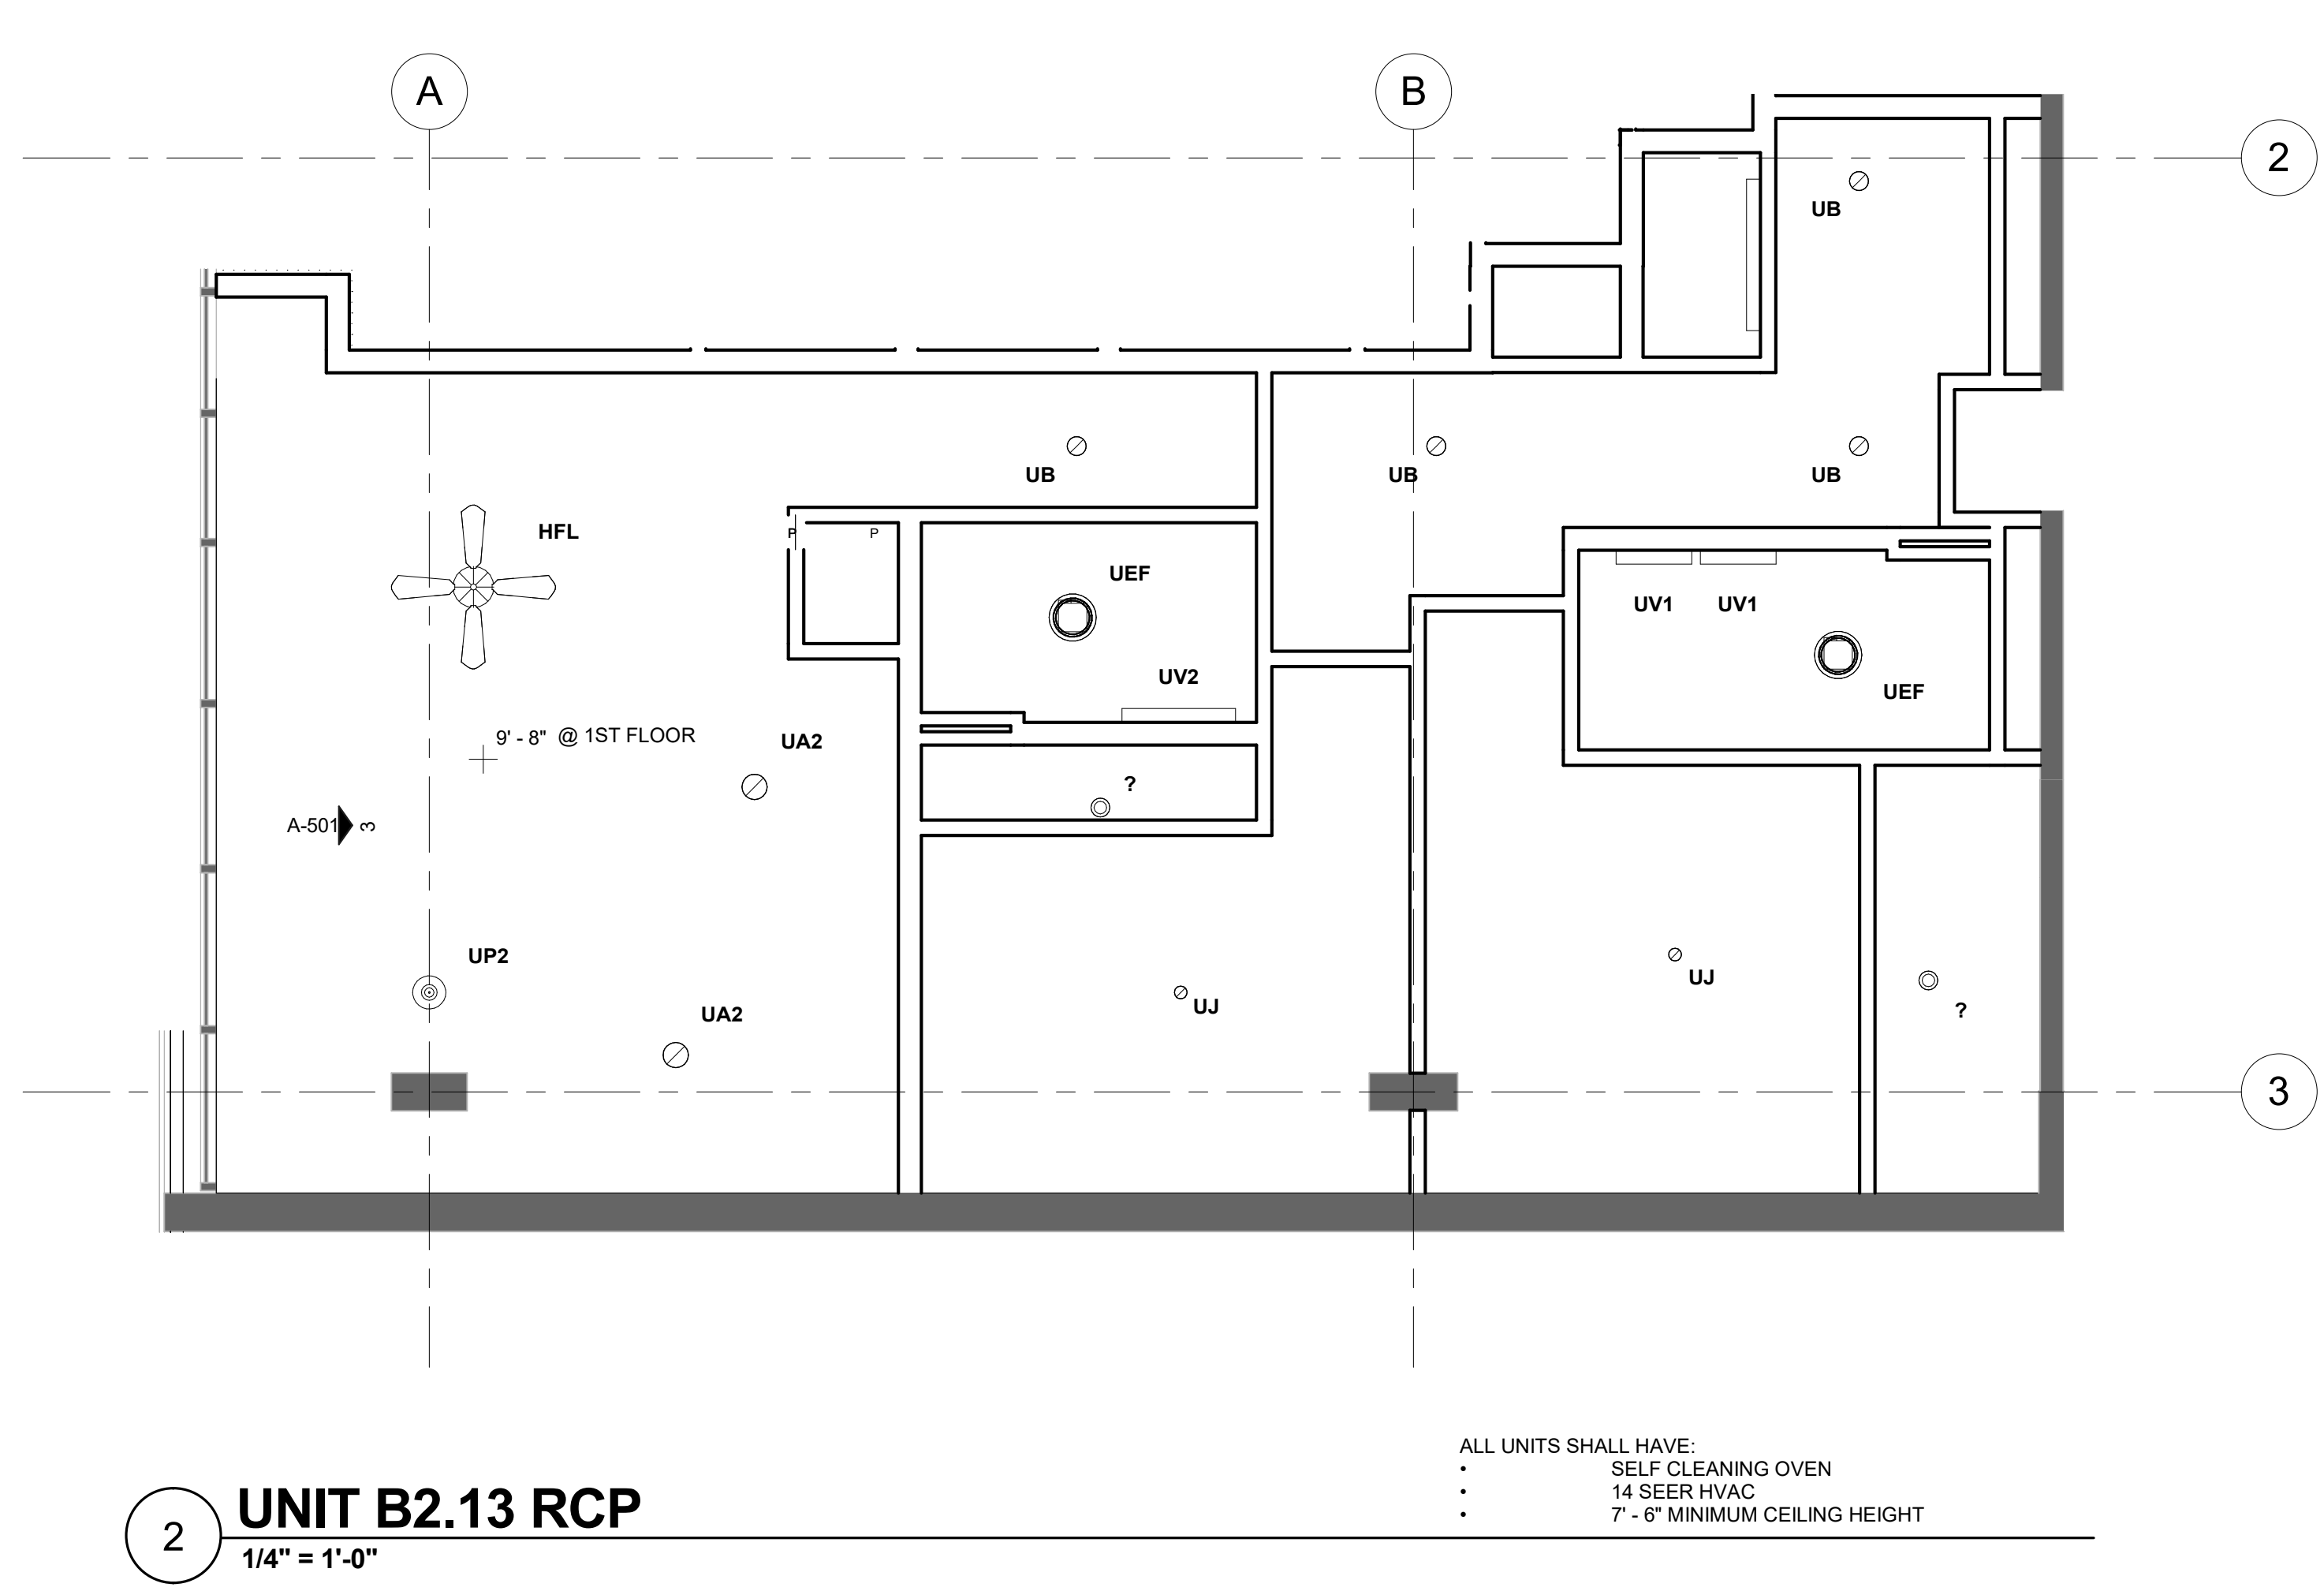 A
B
2
UB
UB
UB
UB
HFL
P
P
UEF
UV1
UV1
UV2
UEF
9' - 8" @ 1ST FLOOR
UA2
?
A-501
3
UP2
UJ
UJ
UA2
?
3
ALL UNITS SHALL HAVE:
• SELF CLEANING OVEN
• 14 SEER HVAC
• 7' - 6" MINIMUM CEILING HEIGHT
2
UNIT B2.13 RCP
1/4" = 1'-0"